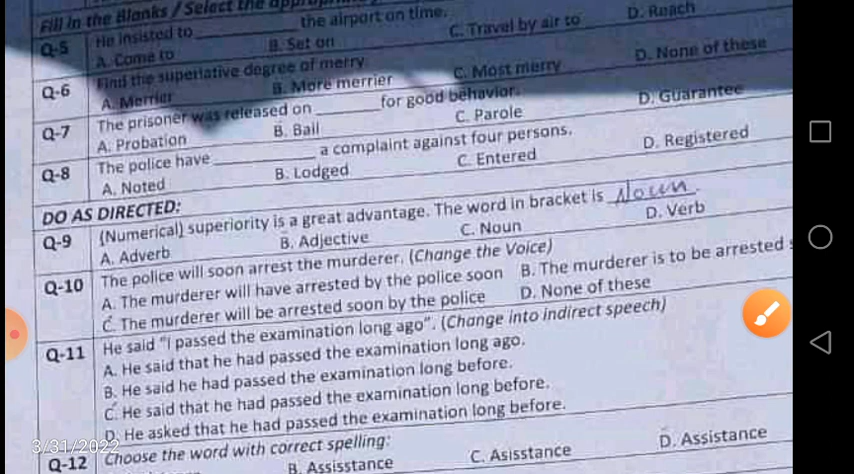 Fill in the Blanks / Select the
Q-5 He insisted to ________ the airport on time.
A. Come to B. Set on C. Travel by air to D. Reach
Q-6 Find the superlative degree of merry.
A. Merrier B. More merrier C. Most merry D. None of these
Q-7 The prisoner was released on ________ for good behavior.
A. Probation B. Bail C. Parole D. Guarantee
Q-8 The police have ________ a complaint against four persons.
A. Noted B. Lodged C. Entered D. Registered
DO AS DIRECTED:
Q-9 (Numerical) superiority is a great advantage. The word in bracket is Noun.
A. Adverb B. Adjective C. Noun D. Verb
Q-10 The police will soon arrest the murderer. (Change the Voice)
A. The murderer will have arrested by the police soon B. The murderer is to be arrested
C. The murderer will be arrested soon by the police D. None of these
Q-11 He said "I passed the examination long ago". (Change into indirect speech)
A. He said that he had passed the examination long ago.
B. He said he had passed the examination long before.
C. He said that he had passed the examination long before.
D. He asked that he had passed the examination long before.
3/31/2022
Q-12 Choose the word with correct spelling:
B. Assisstance C. Asisstance D. Assistance